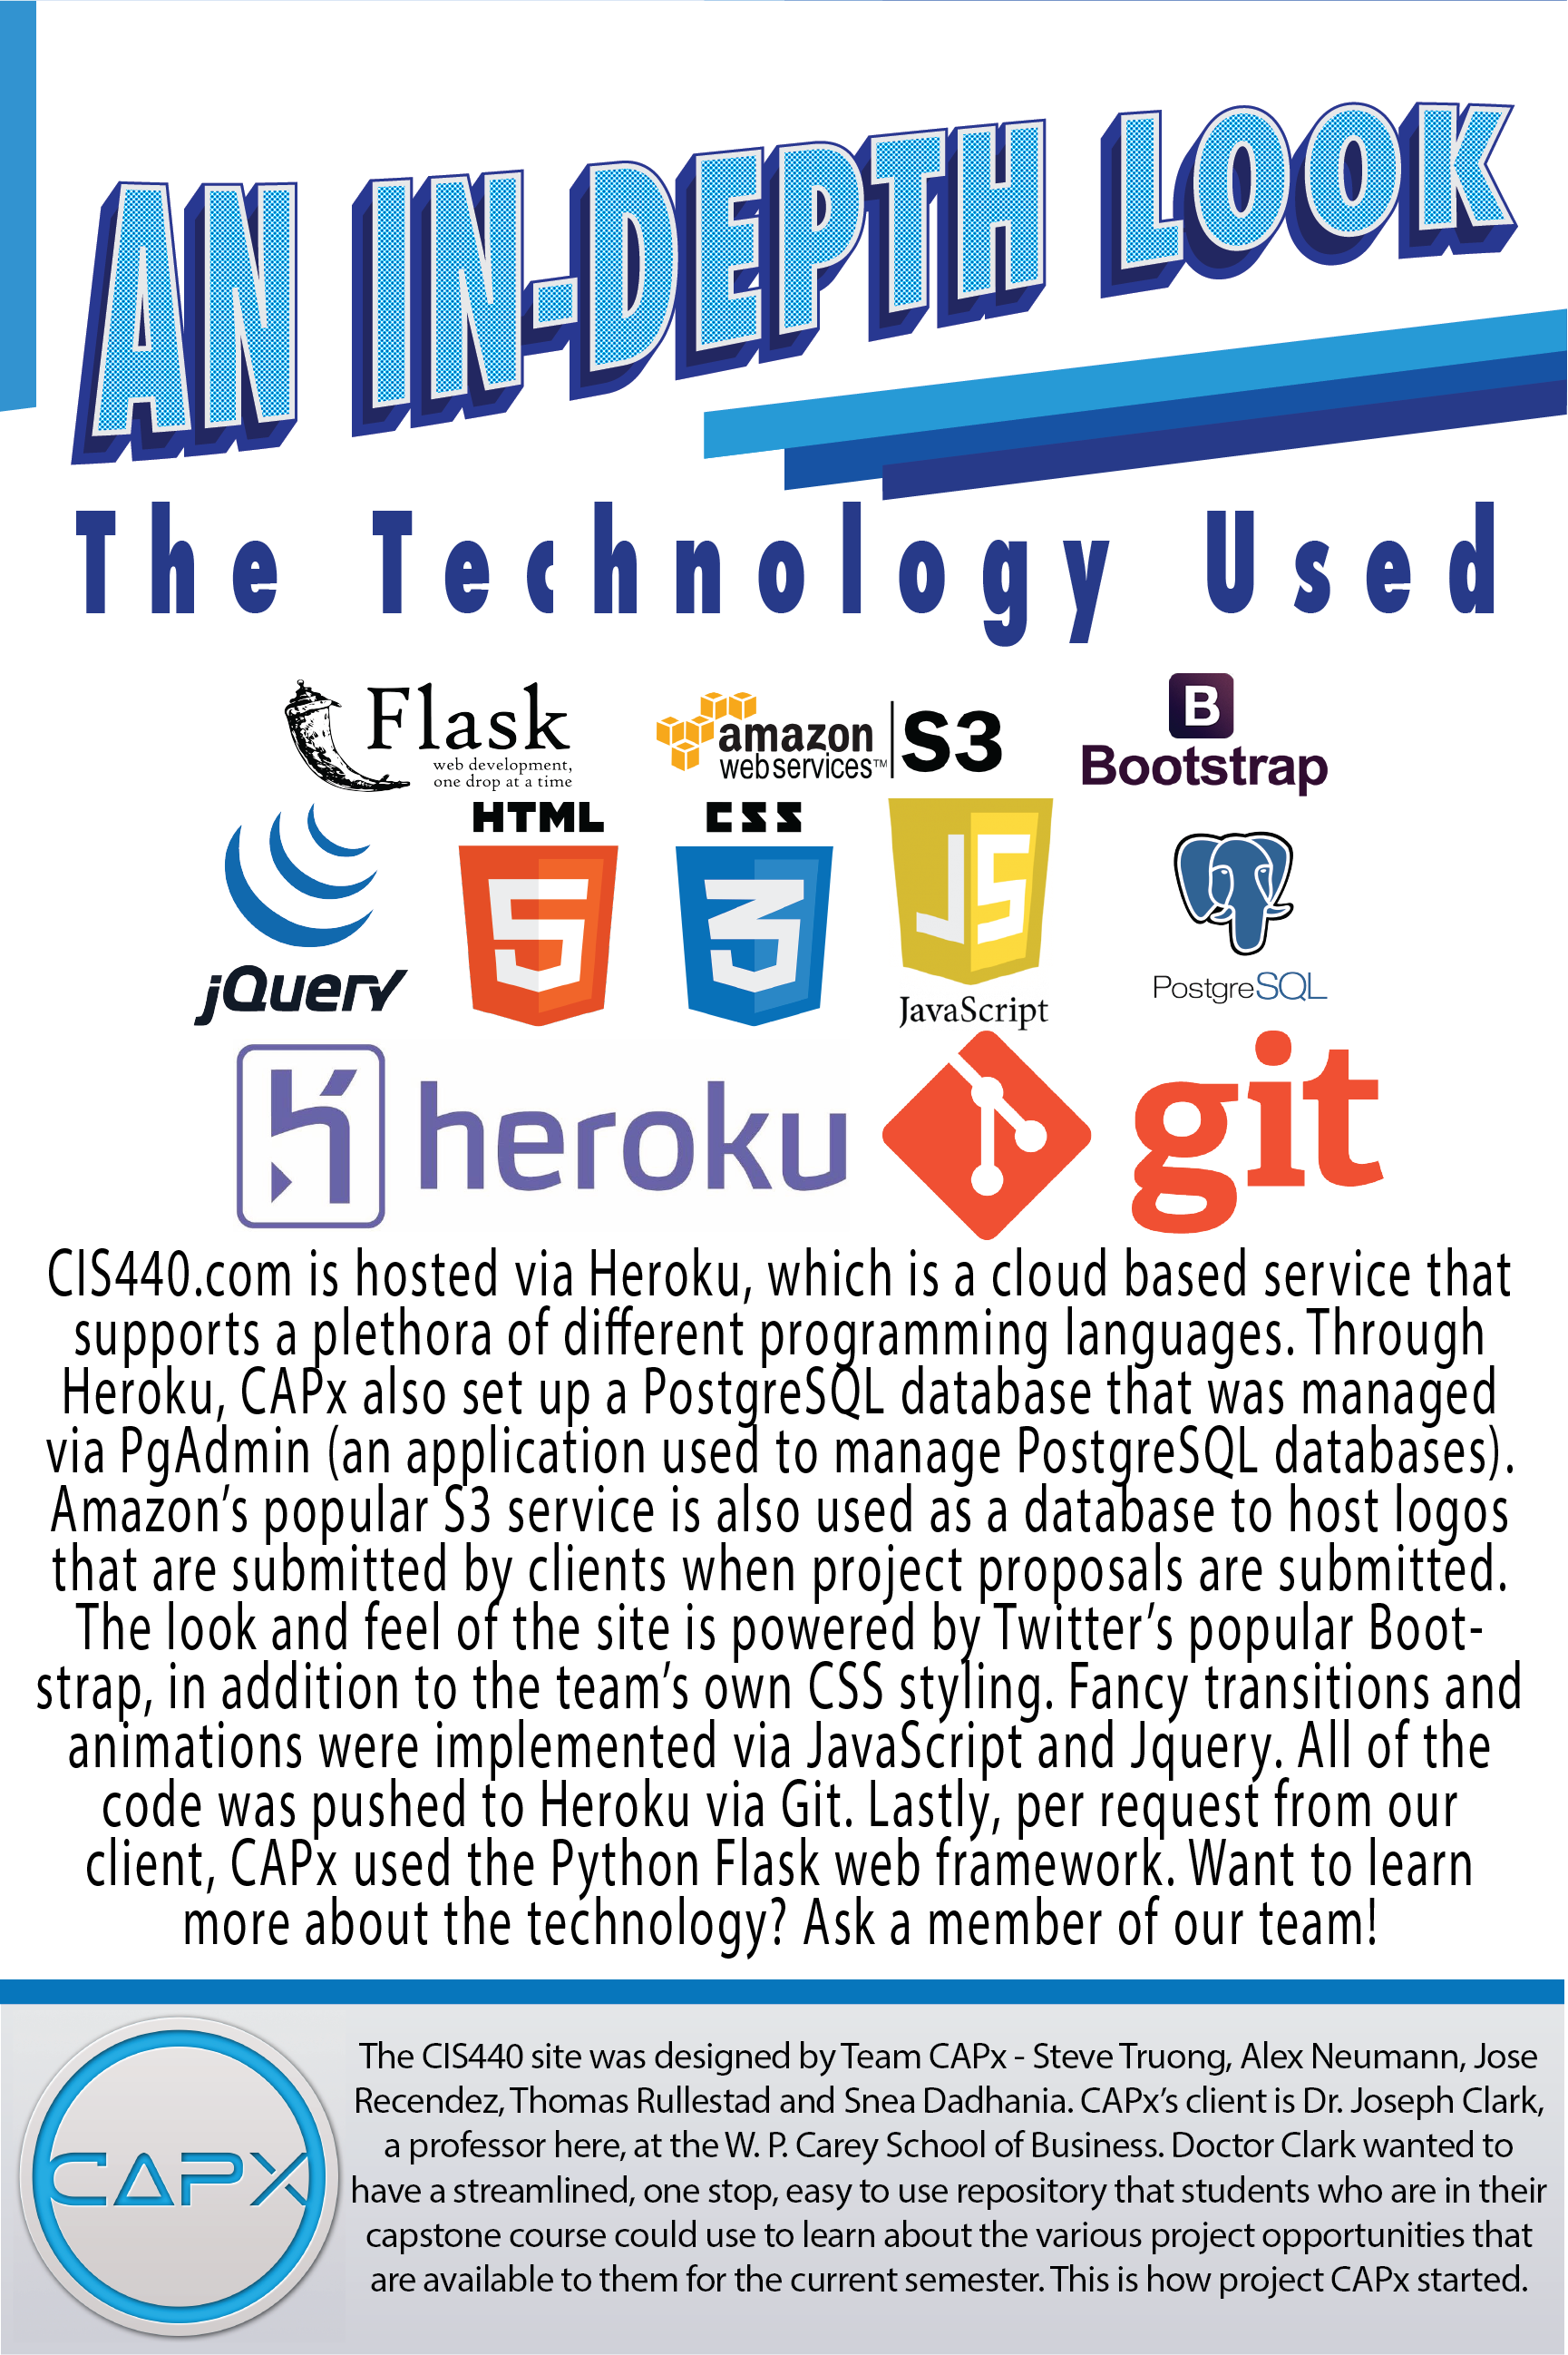 AN IN-DEPTH LOOK
The Technology Used
Flask
web development,
one drop at a time
amazon
webservices™
S3
B
Bootstrap
jQuery
HTML
5
CSS
3
JS
JavaScript
PostgreSQL
heroku
git
CIS440.com is hosted via Heroku, which is a cloud based service that
supports a plethora of different programming languages. Through
Heroku, CAPx also set up a PostgreSQL database that was managed
via PgAdmin (an application used to manage PostgreSQL databases).
Amazon’s popular S3 service is also used as a database to host logos
that are submitted by clients when project proposals are submitted.
The look and feel of the site is powered by Twitter’s popular Boot-
strap, in addition to the team’s own CSS styling. Fancy transitions and
animations were implemented via JavaScript and Jquery. All of the
code was pushed to Heroku via Git. Lastly, per request from our
client, CAPx used the Python Flask web framework. Want to learn
more about the technology? Ask a member of our team!
CAPX
The CIS440 site was designed by Team CAPx - Steve Truong, Alex Neumann, Jose
Recendez, Thomas Rullestad and Snea Dadhania. CAPx’s client is Dr. Joseph Clark,
a professor here, at the W. P. Carey School of Business. Doctor Clark wanted to
have a streamlined, one stop, easy to use repository that students who are in their
capstone course could use to learn about the various project opportunities that
are available to them for the current semester. This is how project CAPx started.